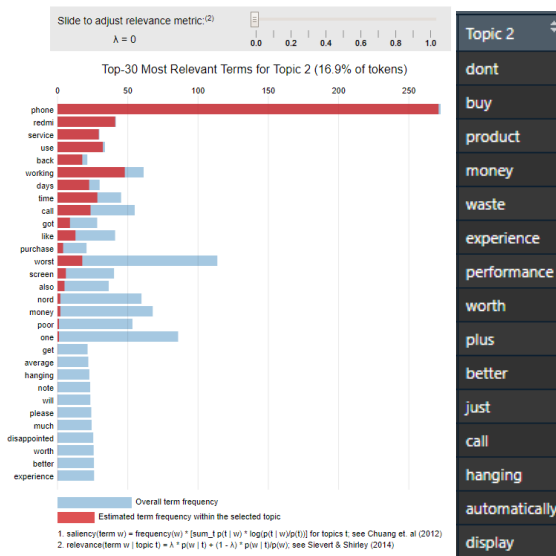 Slide to adjust relevance metric:(2)
λ = 0
0.0 0.2 0.4 0.6 0.8 1.0
Top-30 Most Relevant Terms for Topic 2 (16.9% of tokens)
0 50 100 150 200 250
phone
redmi
service
use
back
working
days
time
call
got
like
purchase
worst
screen
also
nord
money
poor
one
get
average
hanging
note
will
please
much
disappointed
worth
better
experience
Overall term frequency
Estimated term frequency within the selected topic
1. saliency(term w) = frequency(w) * [sum_t p(t | w) * log(p(t | w)/p(t))] for topics t; see Chuang et. al (2012)
2. relevance(term w | topic t) = λ * p(w | t) + (1 - λ) * p(w | t)/p(w); see Sievert & Shirley (2014)
Topic 2
dont
buy
product
money
waste
experience
performance
worth
plus
better
just
call
hanging
automatically
display